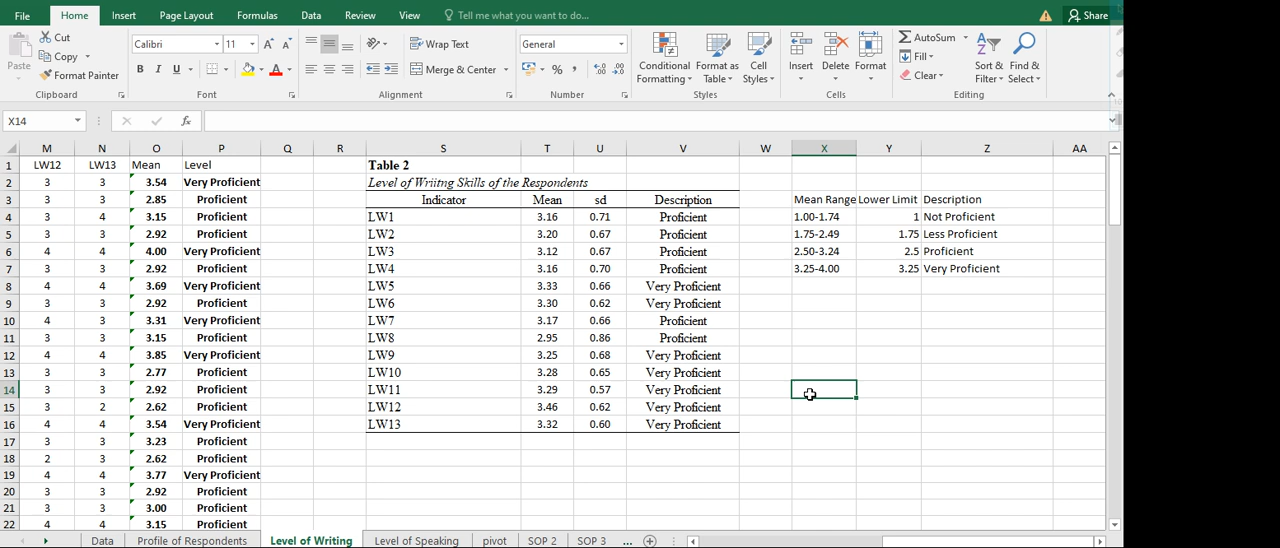 File Home Insert Page Layout Formulas Data Review View Tell me what you want to do... Share
Paste Cut Calibri 11 A A Wrap Text General Conditional Format as Cell Insert Delete Format AutoSum Sort & Find &
Copy Formatting Table Styles Fill Filter Select
Format Painter B I U A Merge & Center % , Clear
Clipboard Font Alignment Number Styles Cells Editing
X14 fx
M N O P Q R S T U V W X Y Z AA
1 LW12 LW13 Mean Level Table 2
2 3 3 3.54 Very Proficient Level of Wriitng Skills of the Respondents
3 3 3 2.85 Proficient Indicator Mean sd Description Mean Range Lower Limit Description
4 3 4 3.15 Proficient LW1 3.16 0.71 Proficient 1.00-1.74 1 Not Proficient
5 3 3 2.92 Proficient LW2 3.20 0.67 Proficient 1.75-2.49 1.75 Less Proficient
6 4 4 4.00 Very Proficient LW3 3.12 0.67 Proficient 2.50-3.24 2.5 Proficient
7 3 3 2.92 Proficient LW4 3.16 0.70 Proficient 3.25-4.00 3.25 Very Proficient
8 4 4 3.69 Very Proficient LW5 3.33 0.66 Very Proficient
9 3 3 2.92 Proficient LW6 3.30 0.62 Very Proficient
10 4 3 3.31 Very Proficient LW7 3.17 0.66 Proficient
11 3 3 3.15 Proficient LW8 2.95 0.86 Proficient
12 4 4 3.85 Very Proficient LW9 3.25 0.68 Very Proficient
13 3 3 2.77 Proficient LW10 3.28 0.65 Very Proficient
14 3 3 2.92 Proficient LW11 3.29 0.57 Very Proficient
15 3 2 2.62 Proficient LW12 3.46 0.62 Very Proficient
16 4 4 3.54 Very Proficient LW13 3.32 0.60 Very Proficient
17 3 3 3.23 Proficient
18 2 3 2.62 Proficient
19 4 4 3.77 Very Proficient
20 3 3 2.92 Proficient
21 3 3 3.00 Proficient
22 4 4 3.15 Proficient
Data Profile of Respondents Level of Writing Level of Speaking pivot SOP 2 SOP 3 ...